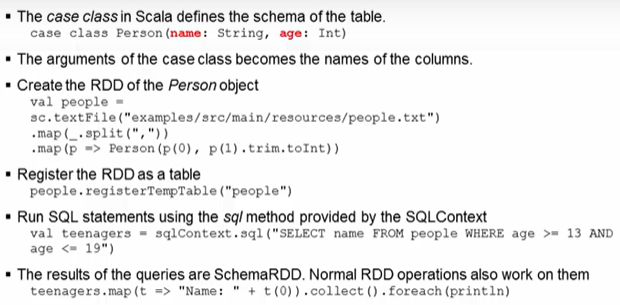 ▪ The case class in Scala defines the schema of the table.
case class Person(name: String, age: Int)
▪ The arguments of the case class becomes the names of the columns.
▪ Create the RDD of the Person object
val people =
sc.textFile("examples/src/main/resources/people.txt")
.map(_.split(","))
.map(p => Person(p(0), p(1).trim.toInt))
▪ Register the RDD as a table
people.registerTempTable("people")
▪ Run SQL statements using the sql method provided by the SQLContext
val teenagers = sqlContext.sql("SELECT name FROM people WHERE age >= 13 AND
age <= 19")
▪ The results of the queries are SchemaRDD. Normal RDD operations also work on them
teenagers.map(t => "Name: " + t(0)).collect().foreach(println)